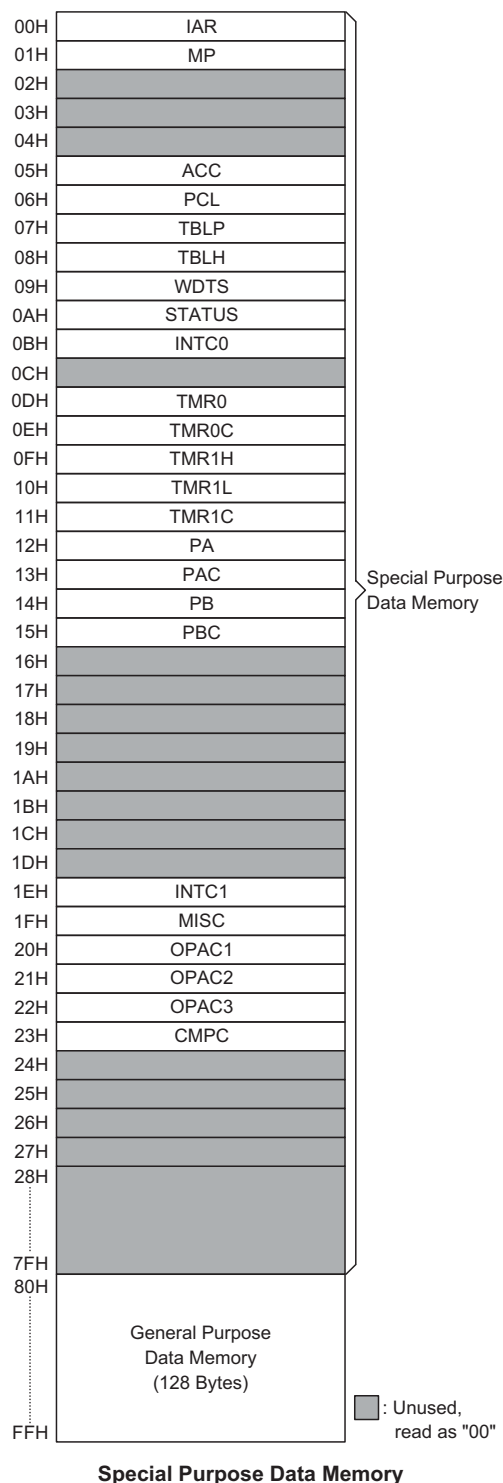 00H IAR
01H MP
02H
03H
04H
05H ACC
06H PCL
07H TBLP
08H TBLH
09H WDTS
0AH STATUS
0BH INTC0
0CH
0DH TMR0
0EH TMR0C
0FH TMR1H
10H TMR1L
11H TMR1C
12H PA
13H PAC
14H PB
15H PBC
Special Purpose
Data Memory
16H
17H
18H
19H
1AH
1BH
1CH
1DH
1EH INTC1
1FH MISC
20H OPAC1
21H OPAC2
22H OPAC3
23H CMPC
24H
25H
26H
27H
28H
7FH
80H
General Purpose
Data Memory
(128 Bytes)
FFH
: Unused,
read as "00"
Special Purpose Data Memory